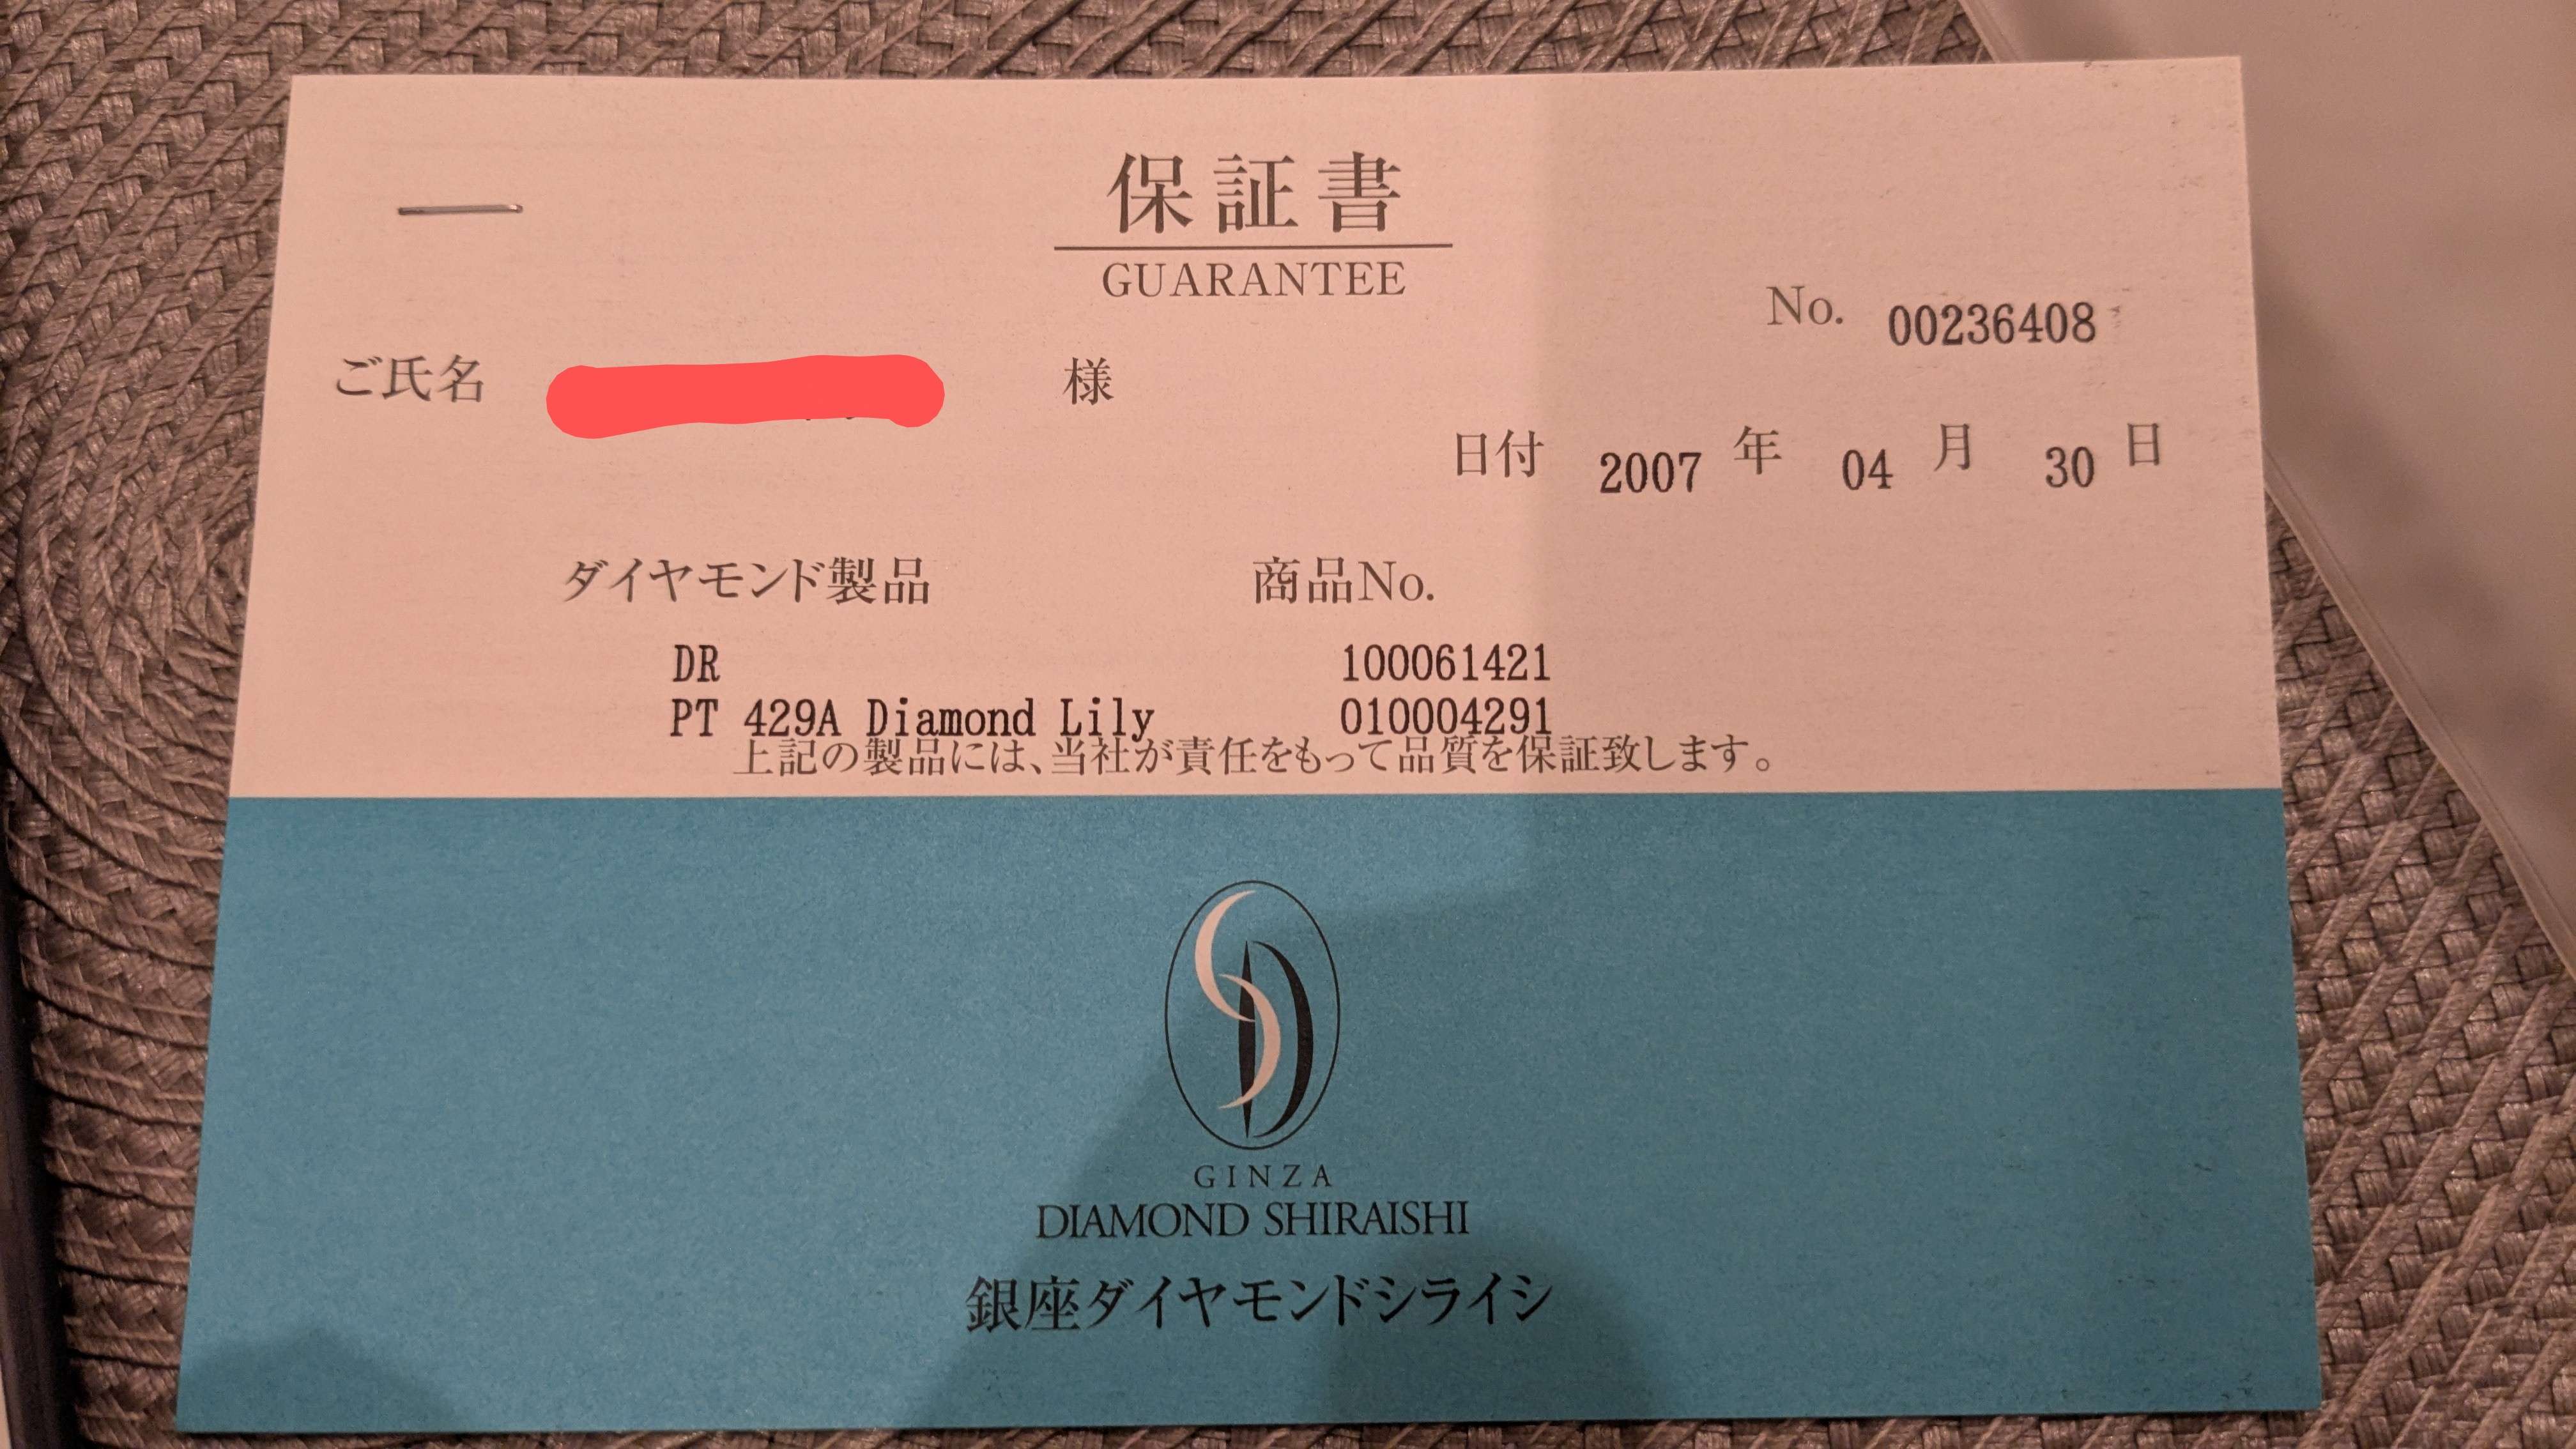 保証書
GUARANTEE
No. 00236408
ご氏名 様
日付 2007 年 04 月 30 日
ダイヤモンド製品 商品No.
DR 100061421
PT 429A Diamond Lily 010004291
上記の製品には、当社が責任をもって品質を保証致します。
SD
GINZA
DIAMOND SHIRAISHI
銀座ダイヤモンドシライシ